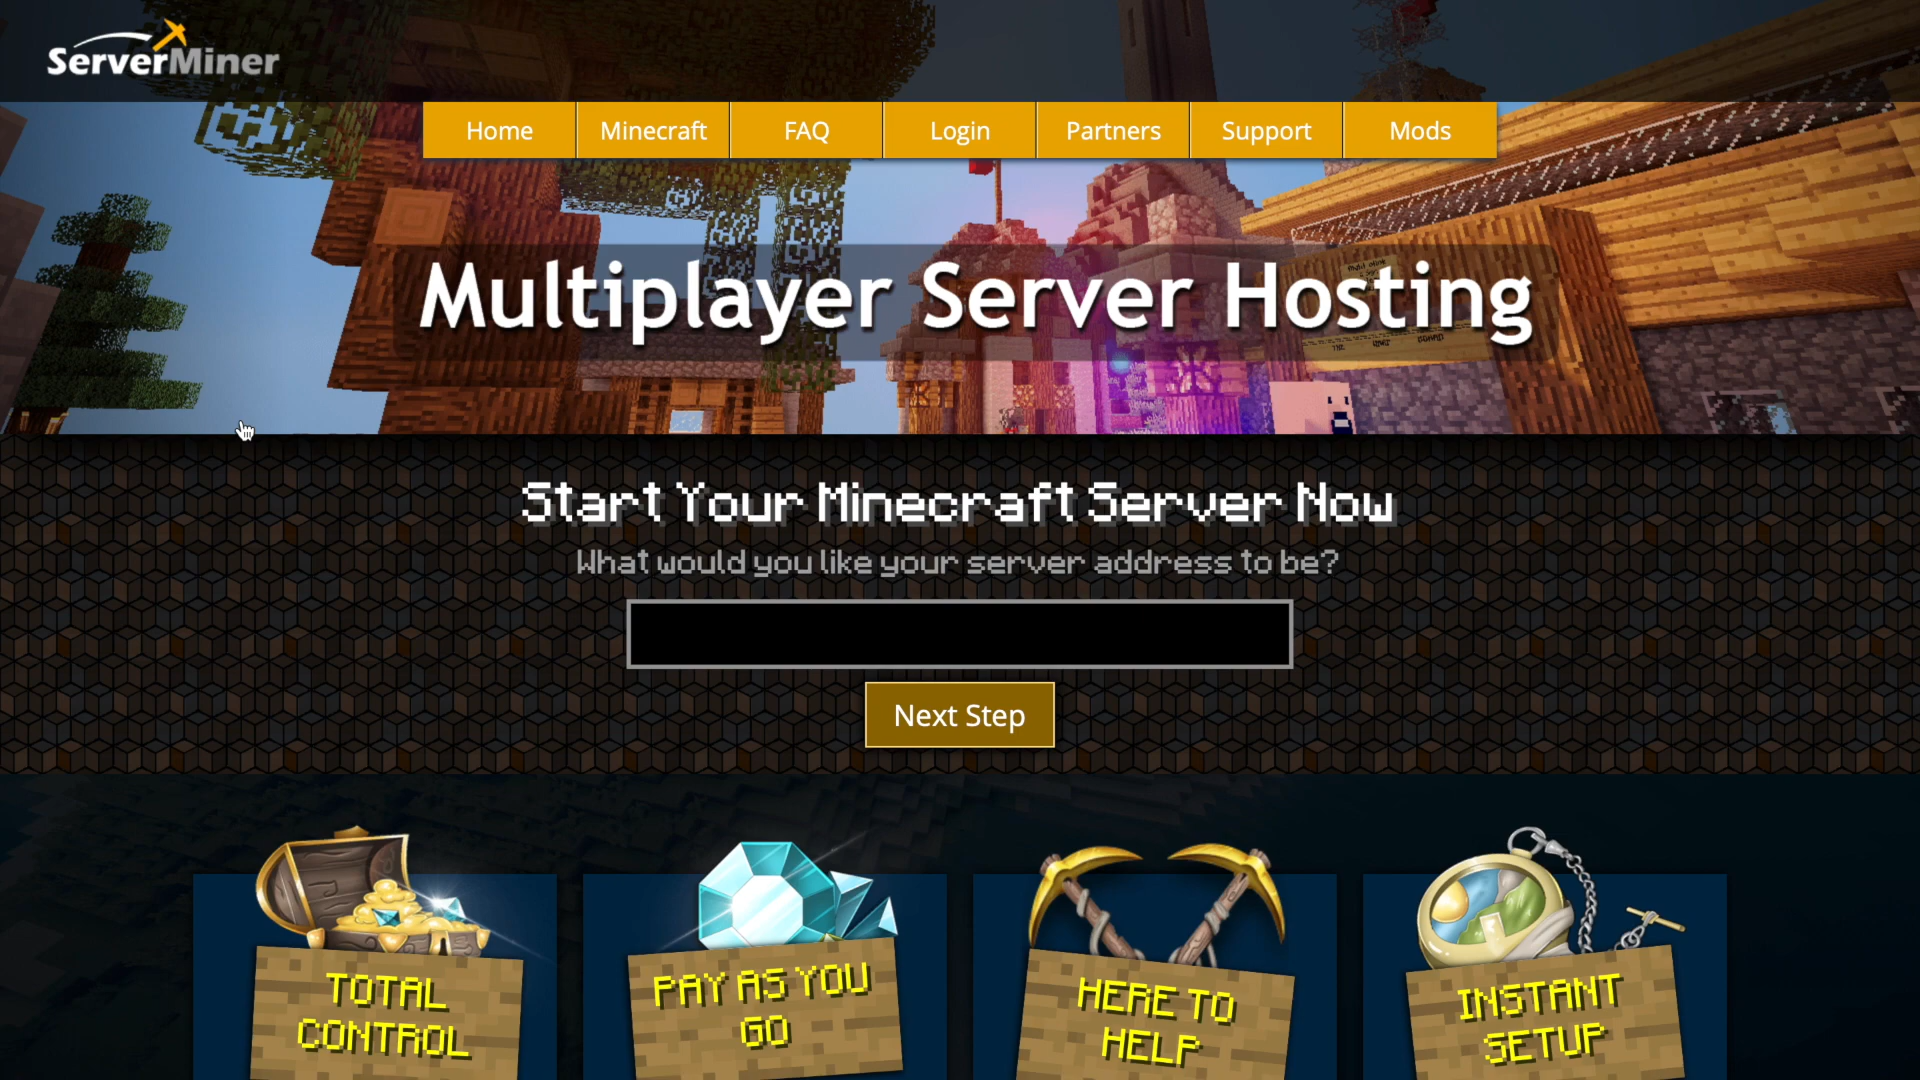 ServerMiner
Home Minecraft FAQ Login Partners Support Mods
Multiplayer Server Hosting
Start Your Minecraft Server Now
What would you like your server address to be?
Next Step
TOTAL
CONTROL
PAY AS YOU
GO
HERE TO
HELP
INSTANT
SETUP